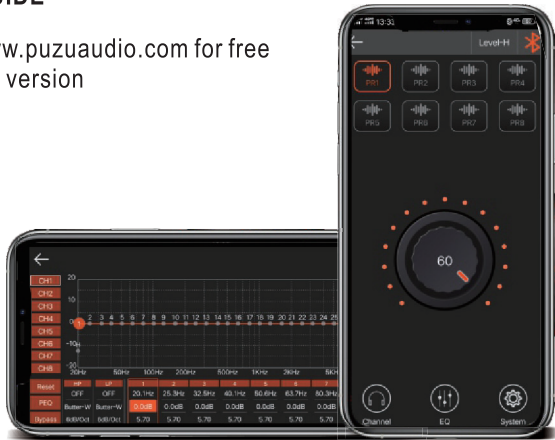 IDE
w.puzuaudio.com for free
version
13:33
Level-H
PR1 PR2 PR3 PR4
PR5 PR6 PR7 PR8
60
Channel EQ System
CH1
CH2
CH3
CH4
CH5
CH6
CH7
CH8
20
10
-10
1 2 3 4 5 6 7 8 9 10 11 12 13 14 15 16 17 18 19 20 21 22 23 24 25
20Hz 50Hz 100Hz 200Hz 500Hz 1KHz 2KHz 5KH
Reset HP LP 1 2 3 4 5 6 7
OFF OFF 20.1Hz 25.3Hz 32.5Hz 40.1Hz 50.6Hz 63.7Hz 80.3Hz
PEQ Butter-W Butter-W 0.0dB 0.0dB 0.0dB 0.0dB 0.0dB 0.0dB 0.0dB
Bypass 6dB/Oct 6dB/Oct 5.70 5.70 5.70 5.70 5.70 5.70 5.70